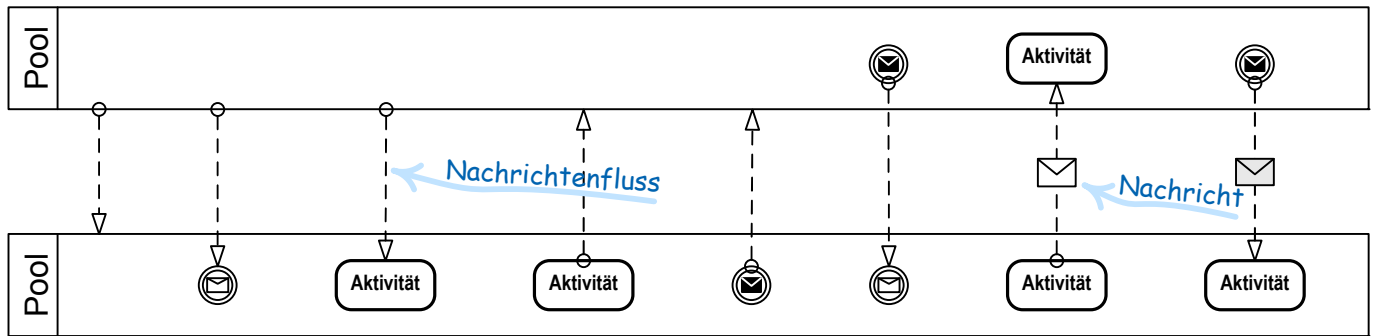 Pool
Aktivität
Nachrichtenfluss
Nachricht
Pool
Aktivität
Aktivität
Aktivität
Aktivität